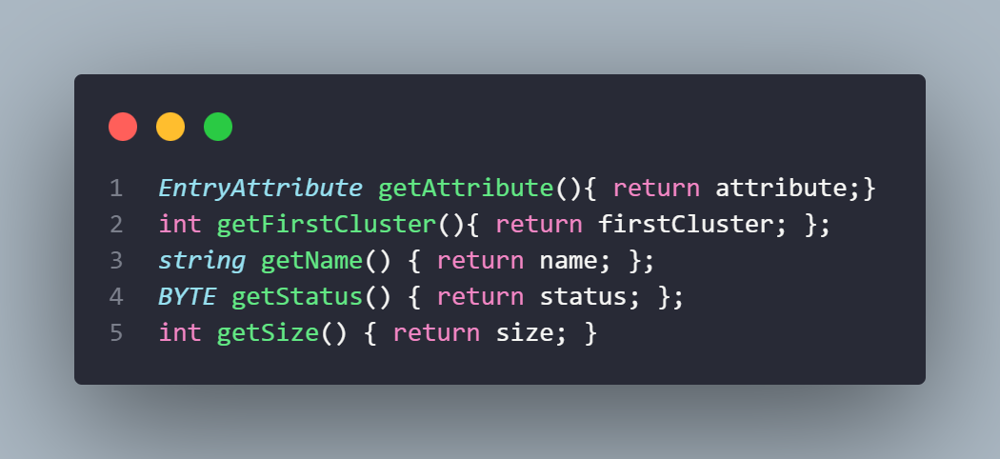 1 EntryAttribute getAttribute(){ return attribute;}
2 int getFirstCluster(){ return firstCluster; };
3 string getName() { return name; };
4 BYTE getStatus() { return status; };
5 int getSize() { return size; }